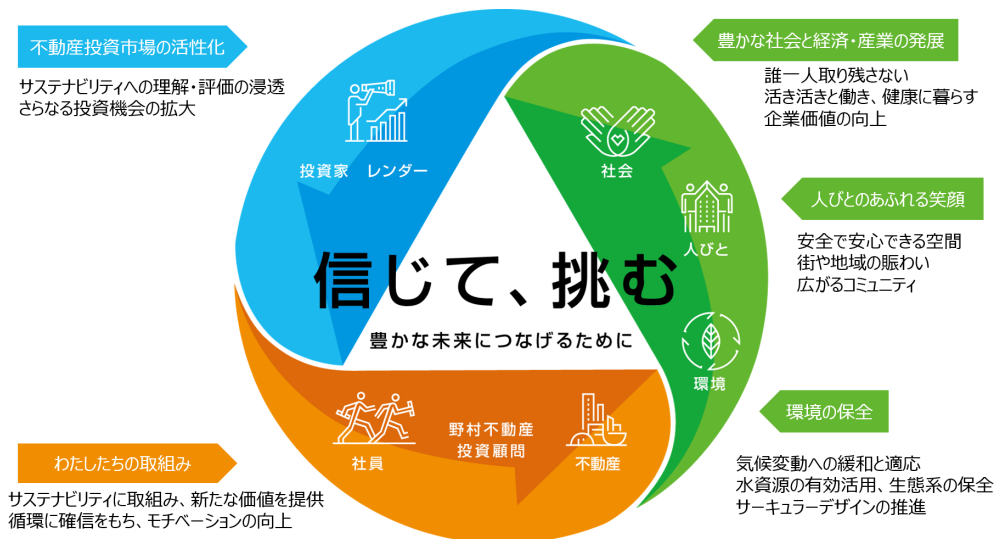 不動産投資市場の活性化
サステナビリティへの理解・評価の浸透
さらなる投資機会の拡大
投資家 レンダー
豊かな社会と経済・産業の発展
誰一人取り残さない
活き活きと働き、健康に暮らす
企業価値の向上
社会
人びとのあふれる笑顔
安全で安心できる空間
街や地域の賑わい
広がるコミュニティ
人びと
信じて、挑む
豊かな未来につなげるために
環境
環境の保全
気候変動への緩和と適応
水資源の有効活用、生態系の保全
サーキュラーデザインの推進
社員
野村不動産
投資顧問
不動産
わたしたちの取組み
サステナビリティに取組み、新たな価値を提供
循環に確信をもち、モチベーションの向上